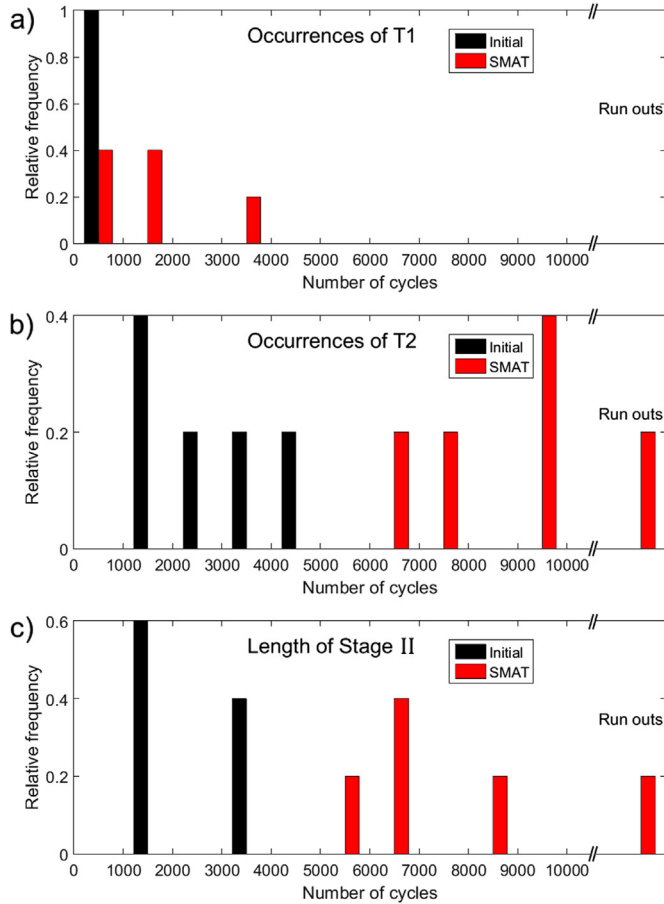 a)
Occurrences of T1
Initial
SMAT
Run outs
Relative frequency
1
0.8
0.6
0.4
0.2
0
0 1000 2000 3000 4000 5000 6000 7000 8000 9000 10000
Number of cycles
b)
Occurrences of T2
Initial
SMAT
Run outs
Relative frequency
0.4
0.2
0
0 1000 2000 3000 4000 5000 6000 7000 8000 9000 10000
Number of cycles
c)
Length of Stage II
Initial
SMAT
Run outs
Relative frequency
0.6
0.4
0.2
0
0 1000 2000 3000 4000 5000 6000 7000 8000 9000 10000
Number of cycles